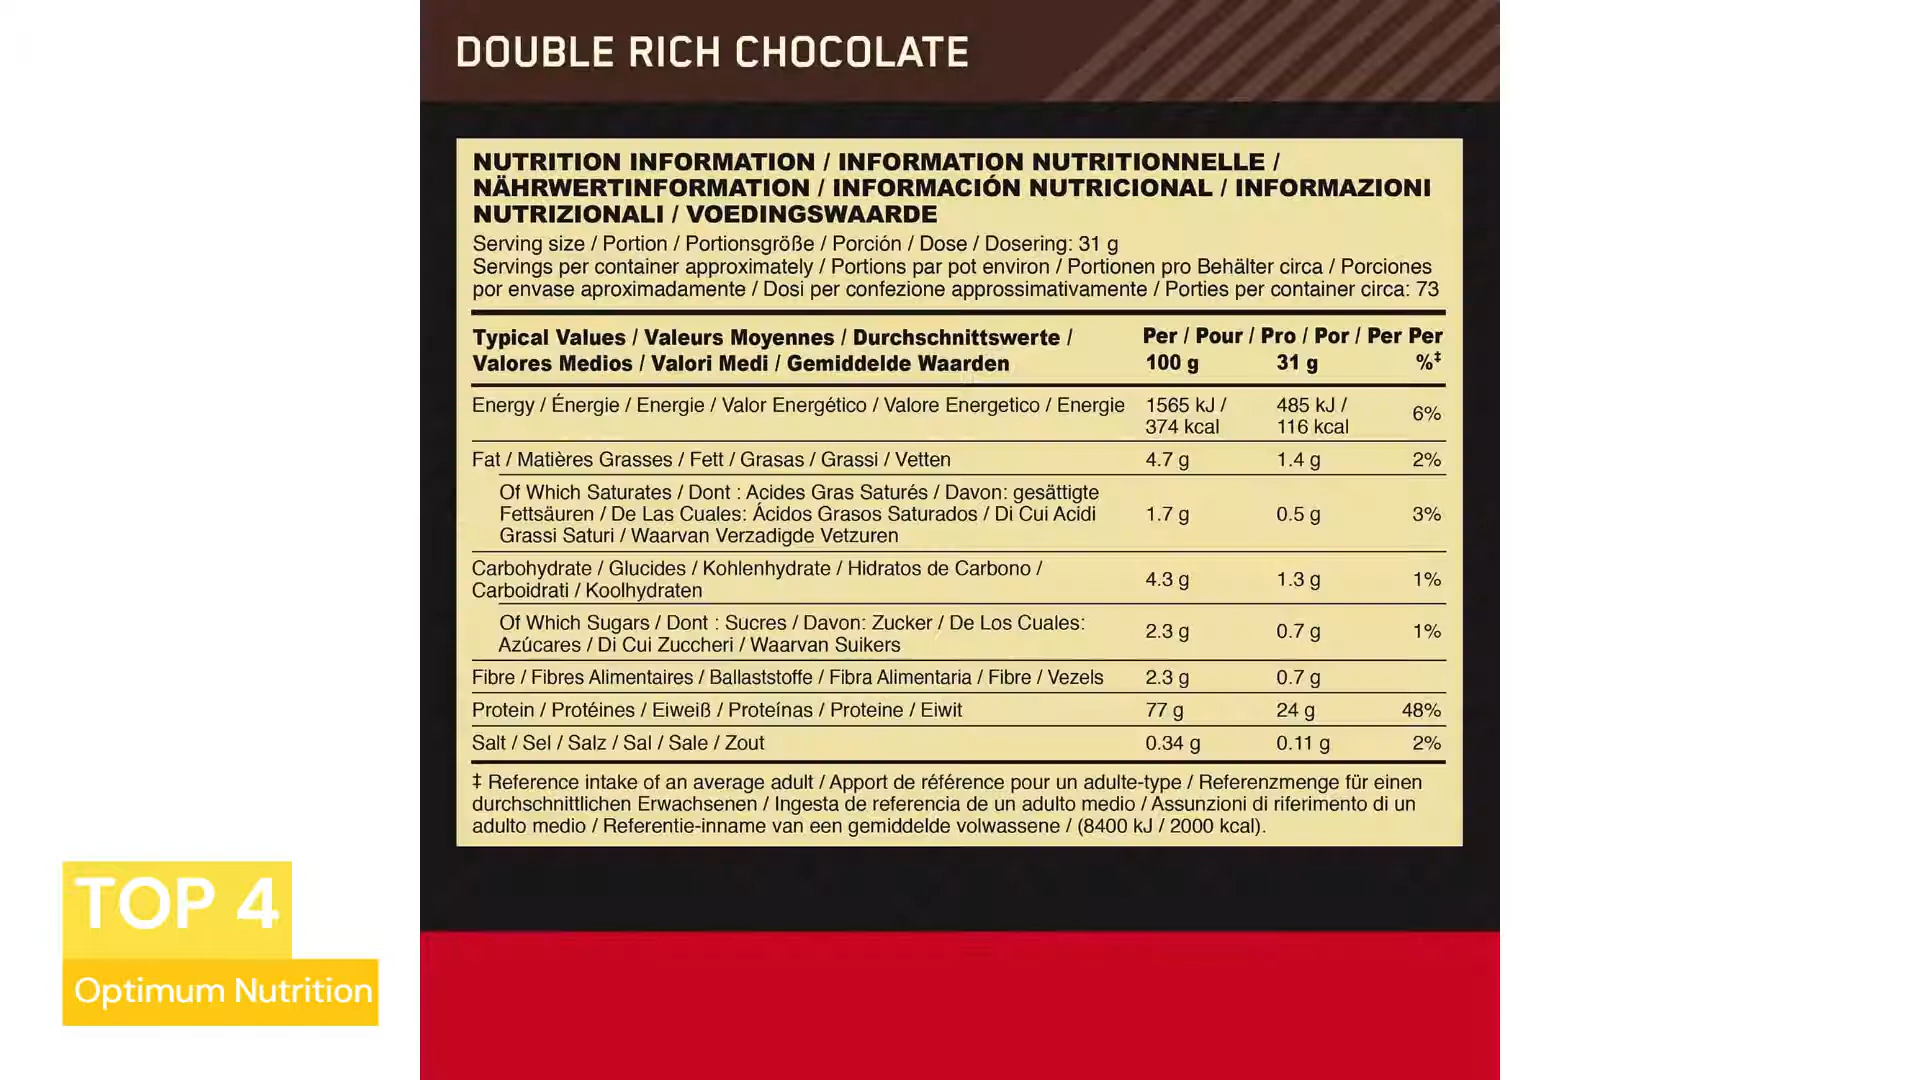 DOUBLE RICH CHOCOLATE
NUTRITION INFORMATION / INFORMATION NUTRITIONNELLE /
NÄHRWERTINFORMATION / INFORMACIÓN NUTRICIONAL / INFORMAZIONI
NUTRIZIONALI / VOEDINGSWAARDE
Serving size / Portion / Portionsgröße / Porción / Dose / Dosering: 31 g
Servings per container approximately / Portions par pot environ / Portionen pro Behälter circa / Porciones
por envase aproximadamente / Dosi per confezione approssimativamente / Porties per container circa: 73
Typical Values / Valeurs Moyennes / Durchschnittswerte / Per / Pour / Pro / Por / Per Per
Valores Medios / Valori Medi / Gemiddelde Waarden 100 g 31 g %‡
Energy / Énergie / Energie / Valor Energético / Valore Energetico / Energie 1565 kJ / 485 kJ / 6%
374 kcal 116 kcal
Fat / Matières Grasses / Fett / Grasas / Grassi / Vetten 4.7 g 1.4 g 2%
Of Which Saturates / Dont : Acides Gras Saturés / Davon: gesättigte
Fettsäuren / De Las Cuales: Ácidos Grasos Saturados / Di Cui Acidi 1.7 g 0.5 g 3%
Grassi Saturi / Waarvan Verzadigde Vetzuren
Carbohydrate / Glucides / Kohlenhydrate / Hidratos de Carbono / 4.3 g 1.3 g 1%
Carboidrati / Koolhydraten
Of Which Sugars / Dont : Sucres / Davon: Zucker / De Los Cuales: 2.3 g 0.7 g 1%
Azúcares / Di Cui Zuccheri / Waarvan Suikers
Fibre / Fibres Alimentaires / Ballaststoffe / Fibra Alimentaria / Fibre / Vezels 2.3 g 0.7 g
Protein / Protéines / Eiweiß / Proteínas / Proteine / Eiwit 77 g 24 g 48%
Salt / Sel / Salz / Sal / Sale / Zout 0.34 g 0.11 g 2%
‡ Reference intake of an average adult / Apport de référence pour un adulte-type / Referenzmenge für einen
durchschnittlichen Erwachsenen / Ingesta de referencia de un adulto medio / Assunzioni di riferimento di un
adulto medio / Referentie-inname van een gemiddelde volwassene / (8400 kJ / 2000 kcal).
TOP 4
Optimum Nutrition